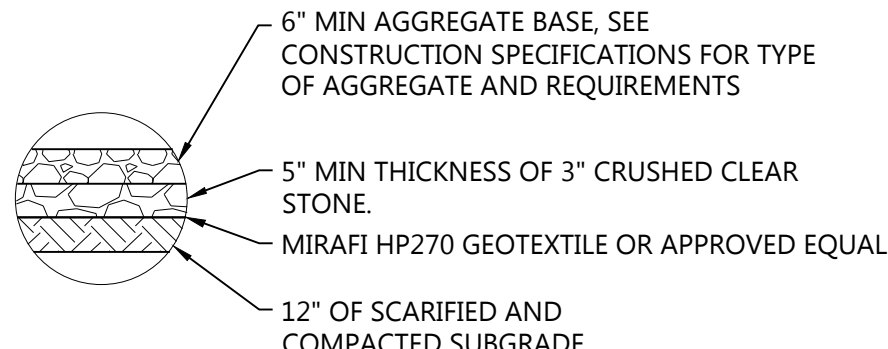 6" MIN AGGREGATE BASE, SEE
CONSTRUCTION SPECIFICATIONS FOR TYPE
OF AGGREGATE AND REQUIREMENTS
5" MIN THICKNESS OF 3" CRUSHED CLEAR
STONE.
MIRAFI HP270 GEOTEXTILE OR APPROVED EQUAL
12" OF SCARIFIED AND
COMPACTED SUBGRADE